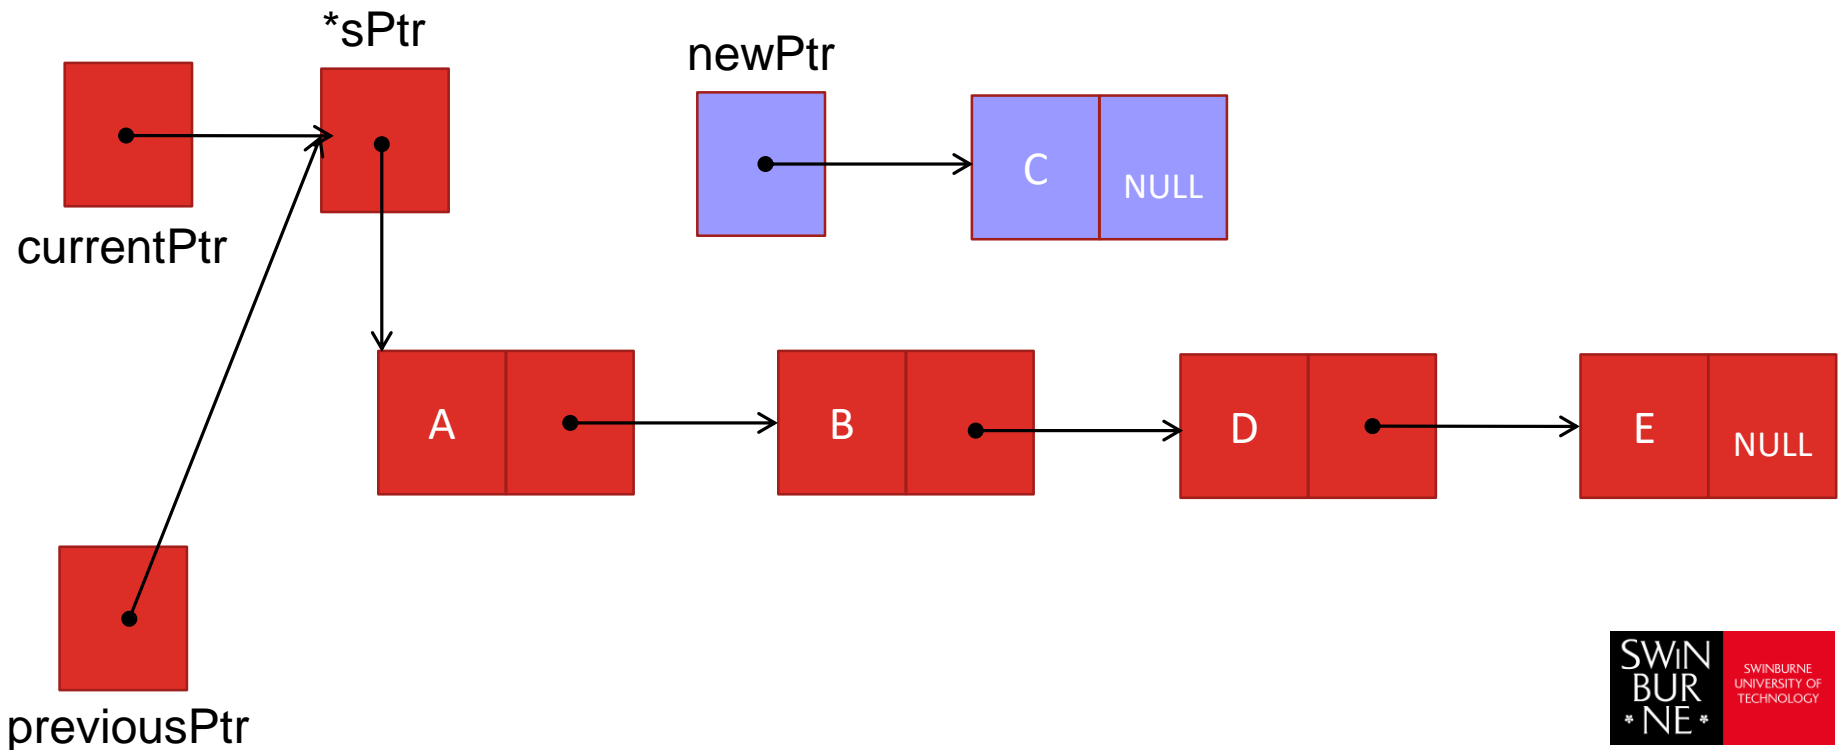 *sPtr
newPtr
currentPtr
C
NULL
A
B
D
E
NULL
previousPtr
SWiN
BUR
* NE *
SWINBURNE
UNIVERSITY OF
TECHNOLOGY